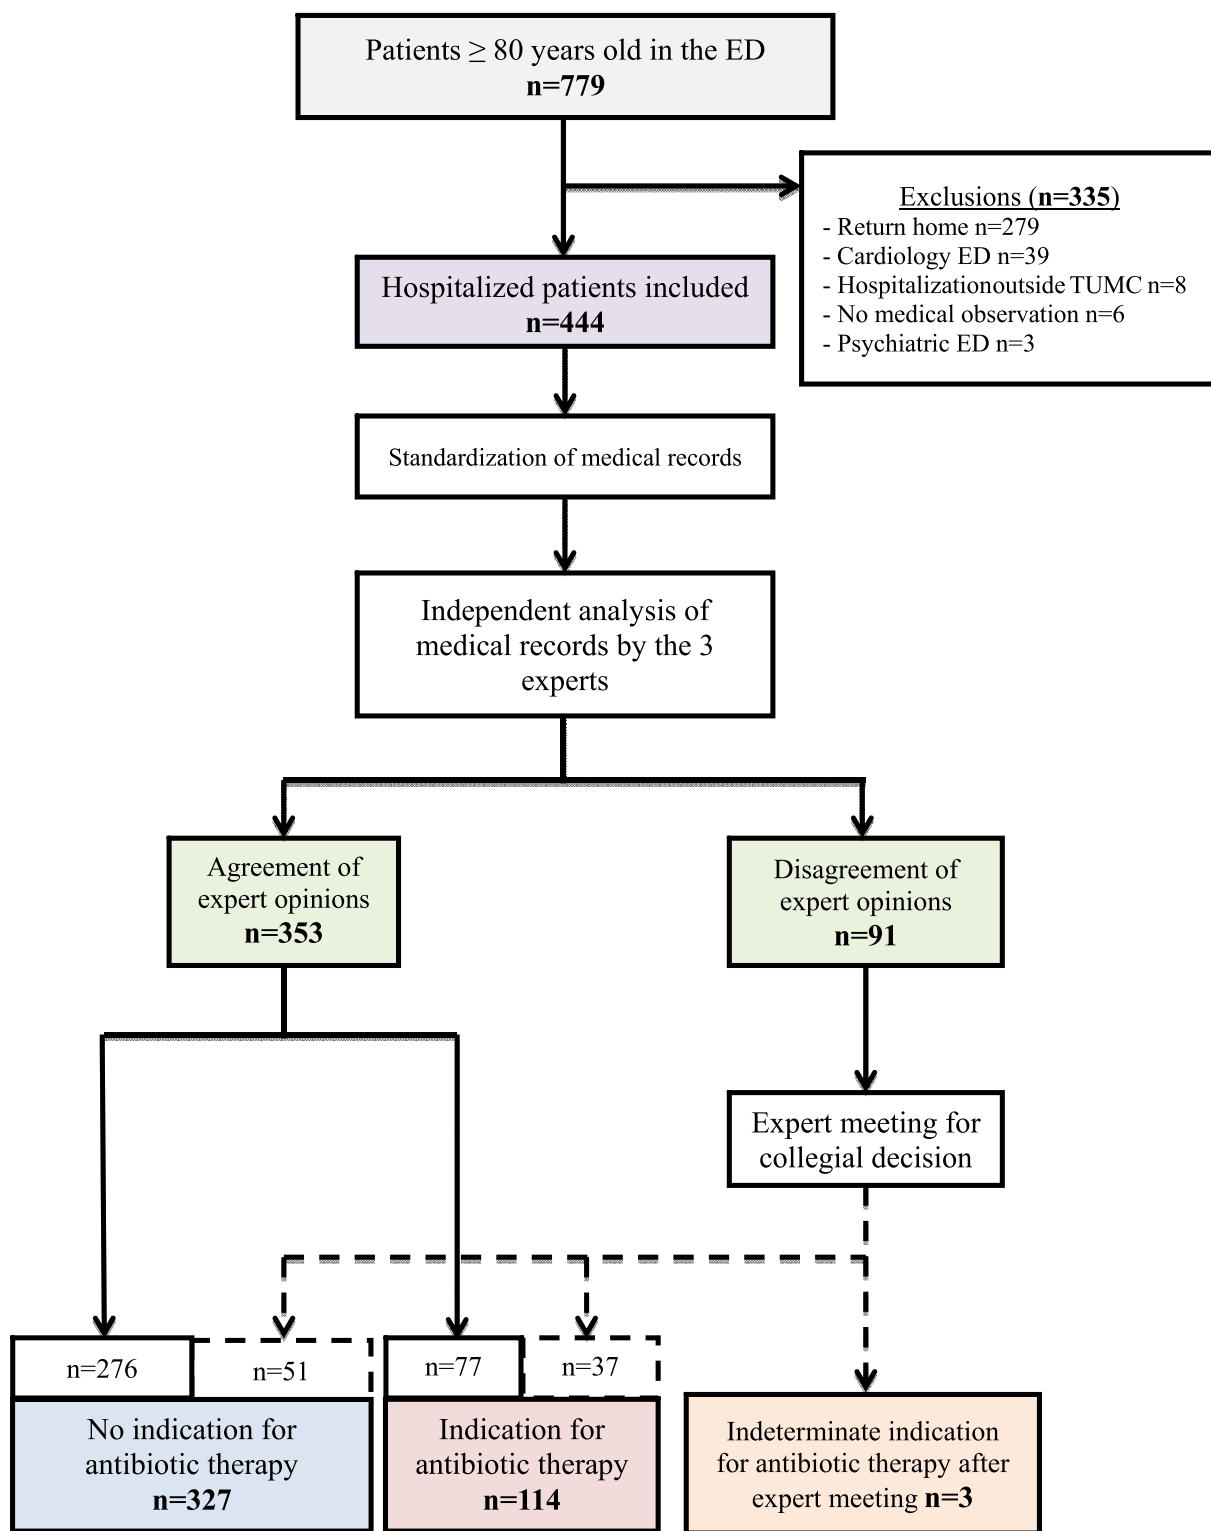 Patients ≥ 80 years old in the ED
n=779
Exclusions (n=335)
- Return home n=279
- Cardiology ED n=39
- Hospitalizationoutside TUMC n=8
- No medical observation n=6
- Psychiatric ED n=3
Hospitalized patients included
n=444
Standardization of medical records
Independent analysis of
medical records by the 3
experts
Agreement of
expert opinions
n=353
Disagreement of
expert opinions
n=91
Expert meeting for
collegial decision
n=276
n=51
n=77
n=37
No indication for
antibiotic therapy
n=327
Indication for
antibiotic therapy
n=114
Indeterminate indication
for antibiotic therapy after
expert meeting n=3